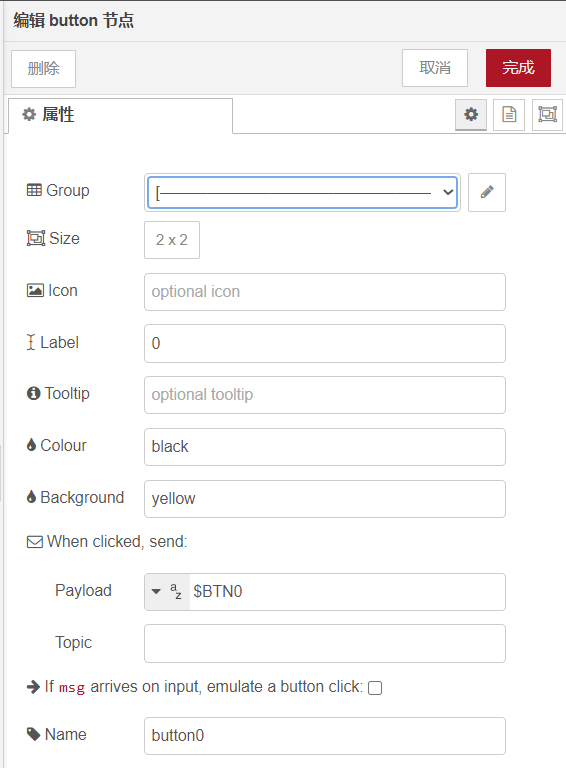 编辑 button 节点
删除 取消 完成
属性
Group [————————————————
Size 2 x 2
Icon optional icon
Label 0
Tooltip optional tooltip
Colour black
Background yellow
When clicked, send:
Payload a z $BTN0
Topic
If msg arrives on input, emulate a button click:
Name button0